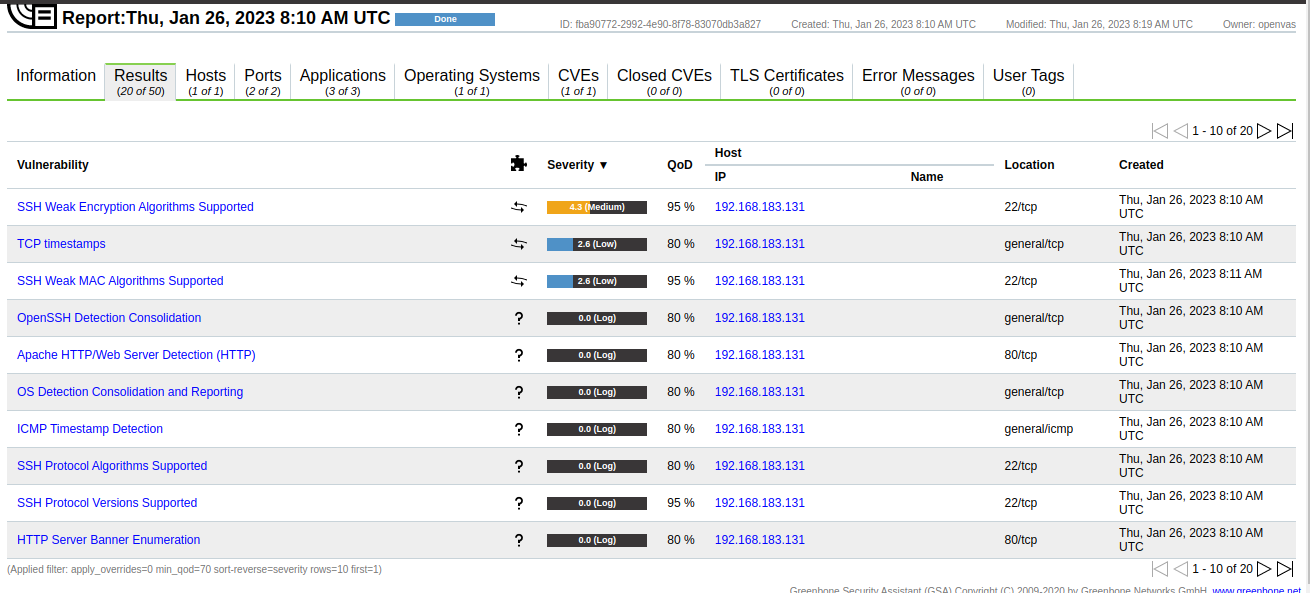 Report:Thu, Jan 26, 2023 8:10 AM UTC Done ID: fba90772-2992-4e90-8f78-83070db3a827 Created: Thu, Jan 26, 2023 8:10 AM UTC Modified: Thu, Jan 26, 2023 8:19 AM UTC Owner: openvas
Information Results Hosts Ports Applications Operating Systems CVEs Closed CVEs TLS Certificates Error Messages User Tags
(20 of 50) (1 of 1) (2 of 2) (3 of 3) (1 of 1) (1 of 1) (0 of 0) (0 of 0) (0 of 0) (0)
1 - 10 of 20
Vulnerability Severity ▼ QoD Host Location Created
IP Name
SSH Weak Encryption Algorithms Supported 4.3 (Medium) 95 % 192.168.183.131 22/tcp Thu, Jan 26, 2023 8:10 AM
UTC
TCP timestamps 2.6 (Low) 80 % 192.168.183.131 general/tcp Thu, Jan 26, 2023 8:10 AM
UTC
SSH Weak MAC Algorithms Supported 2.6 (Low) 95 % 192.168.183.131 22/tcp Thu, Jan 26, 2023 8:11 AM
UTC
OpenSSH Detection Consolidation ? 0.0 (Log) 80 % 192.168.183.131 general/tcp Thu, Jan 26, 2023 8:10 AM
UTC
Apache HTTP/Web Server Detection (HTTP) ? 0.0 (Log) 80 % 192.168.183.131 80/tcp Thu, Jan 26, 2023 8:10 AM
UTC
OS Detection Consolidation and Reporting ? 0.0 (Log) 80 % 192.168.183.131 general/tcp Thu, Jan 26, 2023 8:10 AM
UTC
ICMP Timestamp Detection ? 0.0 (Log) 80 % 192.168.183.131 general/icmp Thu, Jan 26, 2023 8:10 AM
UTC
SSH Protocol Algorithms Supported ? 0.0 (Log) 80 % 192.168.183.131 22/tcp Thu, Jan 26, 2023 8:10 AM
UTC
SSH Protocol Versions Supported ? 0.0 (Log) 95 % 192.168.183.131 22/tcp Thu, Jan 26, 2023 8:10 AM
UTC
HTTP Server Banner Enumeration ? 0.0 (Log) 80 % 192.168.183.131 80/tcp Thu, Jan 26, 2023 8:10 AM
UTC
(Applied filter: apply_overrides=0 min_qod=70 sort-reverse=severity rows=10 first=1) 1 - 10 of 20
Greenbone Security Assistant (GSA) Copyright (C) 2009-2020 by Greenbone Networks GmbH, www.greenbone.net